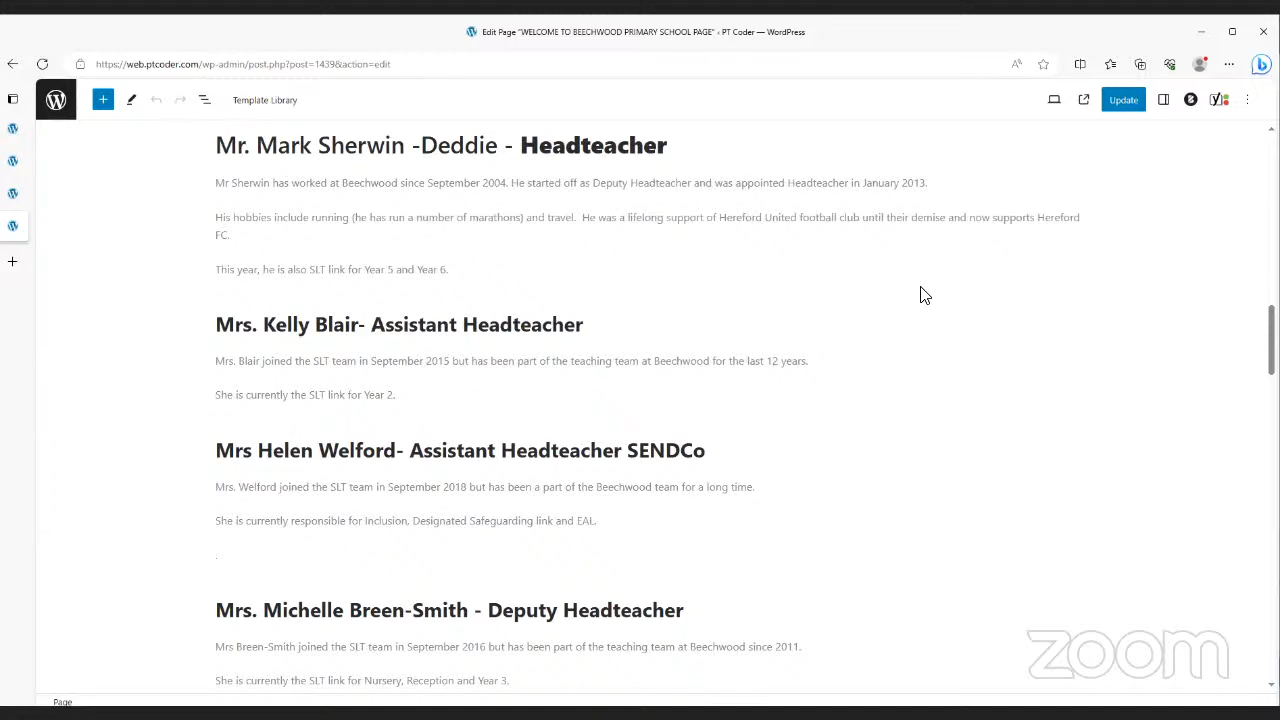 Edit Page "WELCOME TO BEECHWOOD PRIMARY SCHOOL PAGE" ‹ PT Coder — WordPress
https://web.ptcoder.com/wp-admin/post.php?post=1439&action=edit
Template Library
Update
Mr. Mark Sherwin -Deddie - Headteacher
Mr Sherwin has worked at Beechwood since September 2004. He started off as Deputy Headteacher and was appointed Headteacher in January 2013.
His hobbies include running (he has run a number of marathons) and travel. He was a lifelong support of Hereford United football club until their demise and now supports Hereford
FC.
This year, he is also SLT link for Year 5 and Year 6.
Mrs. Kelly Blair- Assistant Headteacher
Mrs. Blair joined the SLT team in September 2015 but has been part of the teaching team at Beechwood for the last 12 years.
She is currently the SLT link for Year 2.
Mrs Helen Welford- Assistant Headteacher SENDCo
Mrs. Welford joined the SLT team in September 2018 but has been a part of the Beechwood team for a long time.
She is currently responsible for Inclusion, Designated Safeguarding link and EAL.
.
Mrs. Michelle Breen-Smith - Deputy Headteacher
Mrs Breen-Smith joined the SLT team in September 2016 but has been part of the teaching team at Beechwood since 2011.
She is currently the SLT link for Nursery, Reception and Year 3.
zoom
Page